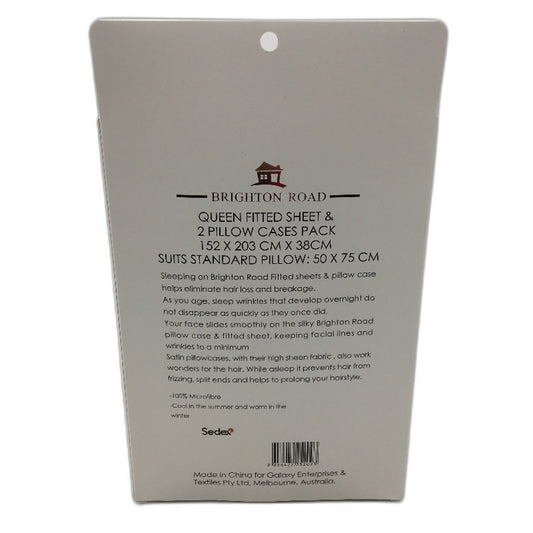 BRIGHTON ROAD
QUEEN FITTED SHEET &
2 PILLOW CASES PACK
152 X 203 CM X 38CM
SUITS STANDARD PILLOW: 50 X 75 CM
Sleeping on Brighton Road Fitted sheets & pillow case
helps eliminate hair loss and breakage.
As you age, sleep wrinkles that develop overnight do
not disappear as quickly as they once did.
Your face slides smoothly on the silky Brighton Road
pillow case & fitted sheet, keeping facial lines and
wrinkles to a minimum
Satin pillowcases, with their high sheen fabric , also work
wonders for the hair. While asleep it prevents hair from
frizzing, split ends and helps to prolong your hairstyle.
-100% Microfibre
-Cool in the summer and warm in the
winter
Sedex
Made in China for Galaxy Enterprises &
Textiles Pty Ltd, Melbourne, Australia.